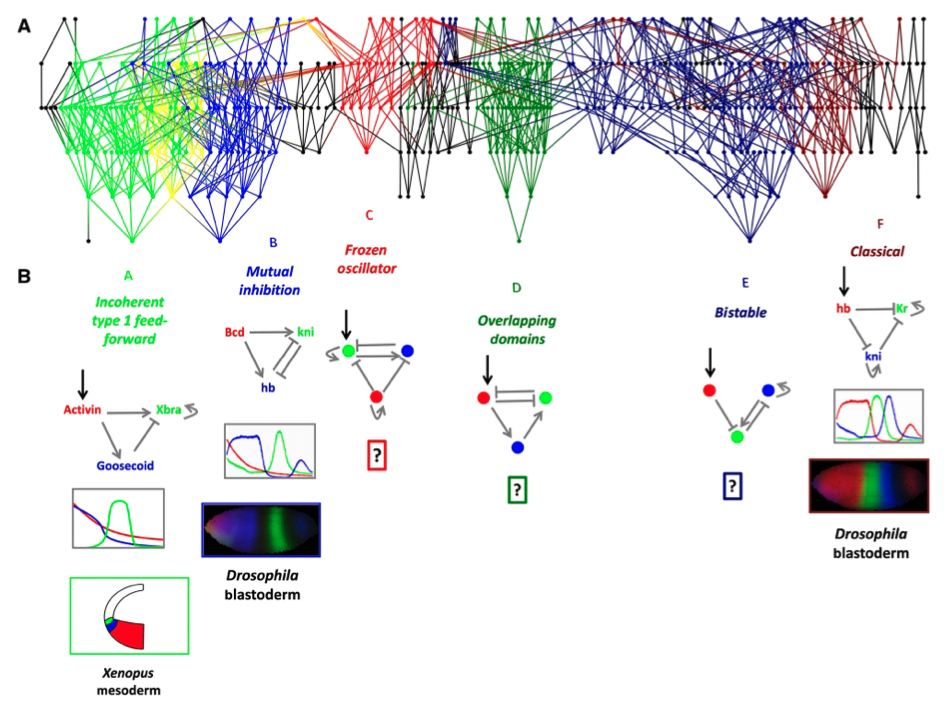 A
B
A
Incoherent
type 1 feed-
forward
Activin
Xbra
Goosecoid
Xenopus
mesoderm
B
Mutual
inhibition
Bcd
kni
hb
Drosophila
blastoderm
C
Frozen
oscillator
?
D
Overlapping
domains
?
E
Bistable
?
F
Classical
hb
Kr
kni
Drosophila
blastoderm